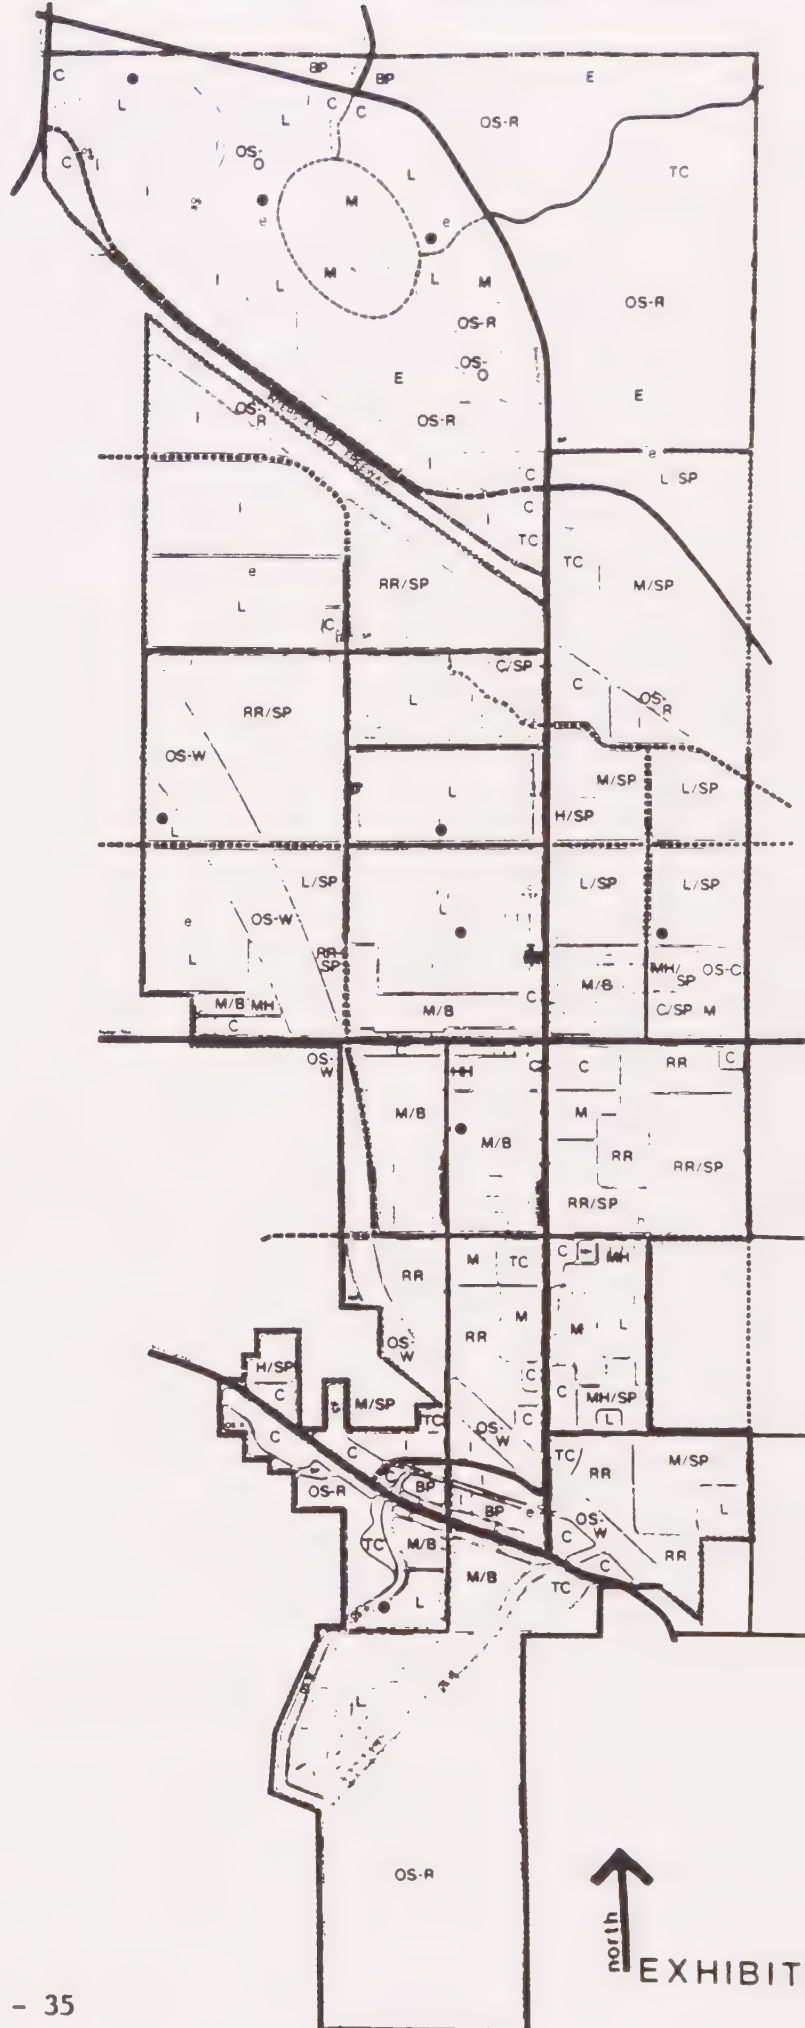 BP
BP
E
C
L
C
C
L
OS-R
OS-O
C
I
L
TC
I
M
e
e
M
L
I
L
M
OS-R
OS-R
OS-O
E
E
OS-R
I
OS-R
FREEWAY
e
I
C
L SP
C
I
I
TC
TC
e
RR/SP
M/SP
L
C
C/SP
C
L
OS-R
RR/SP
OS-W
M/SP
L/SP
L
H/SP
L
L/SP
L/SP
L/SP
L
e
OS-W
RR-SP
MH/SP
OS-C
L
M/B
M/B
MH
C
C/SP
M
M/B
C
OS-W
C
C
RR
C
MH
M/B
M
M/B
RR
RR/SP
RR/SP
M
TC
C
MH
RR
M
M
L
RR
OS-W
H/SP
C
C
C
MH/SP
M/SP
L
TC
C
C
OS-W
C
TC
RR
M/SP
OS-R
C
BP
L
BP
e
OS-W
TC
M/B
C
RR
M/B
C
TC
L
L
OS-R
north
EXHIBIT
- 35